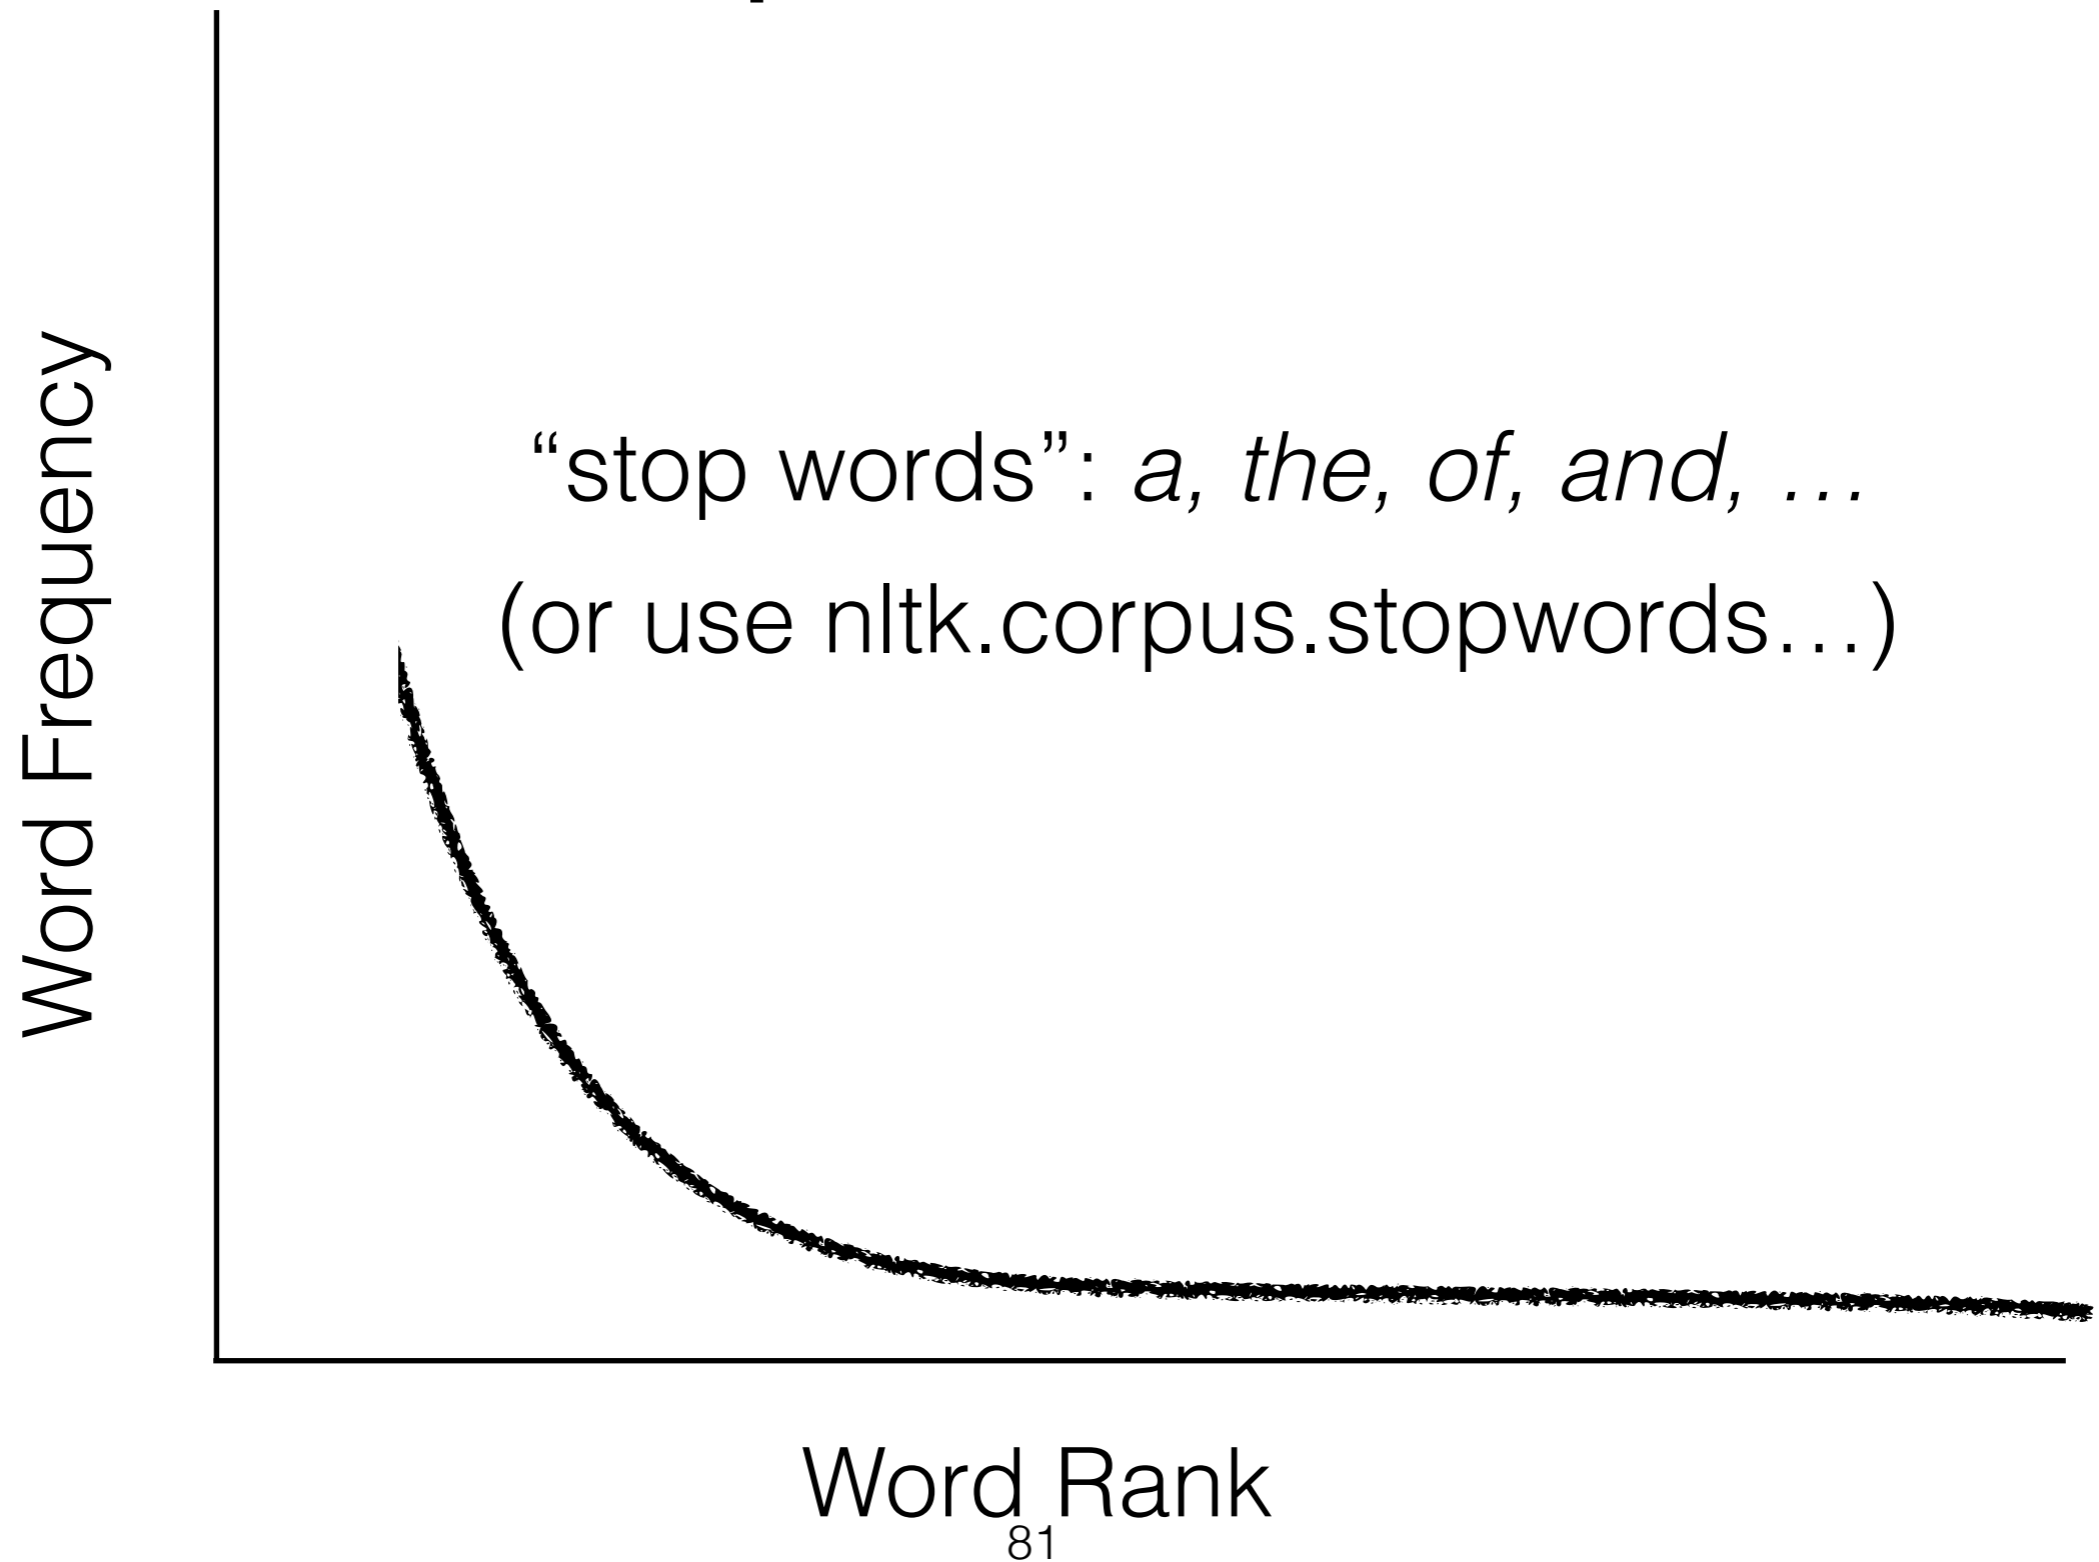 Word Frequency
“stop words”: a, the, of, and, …
(or use nltk.corpus.stopwords…)
Word Rank
81